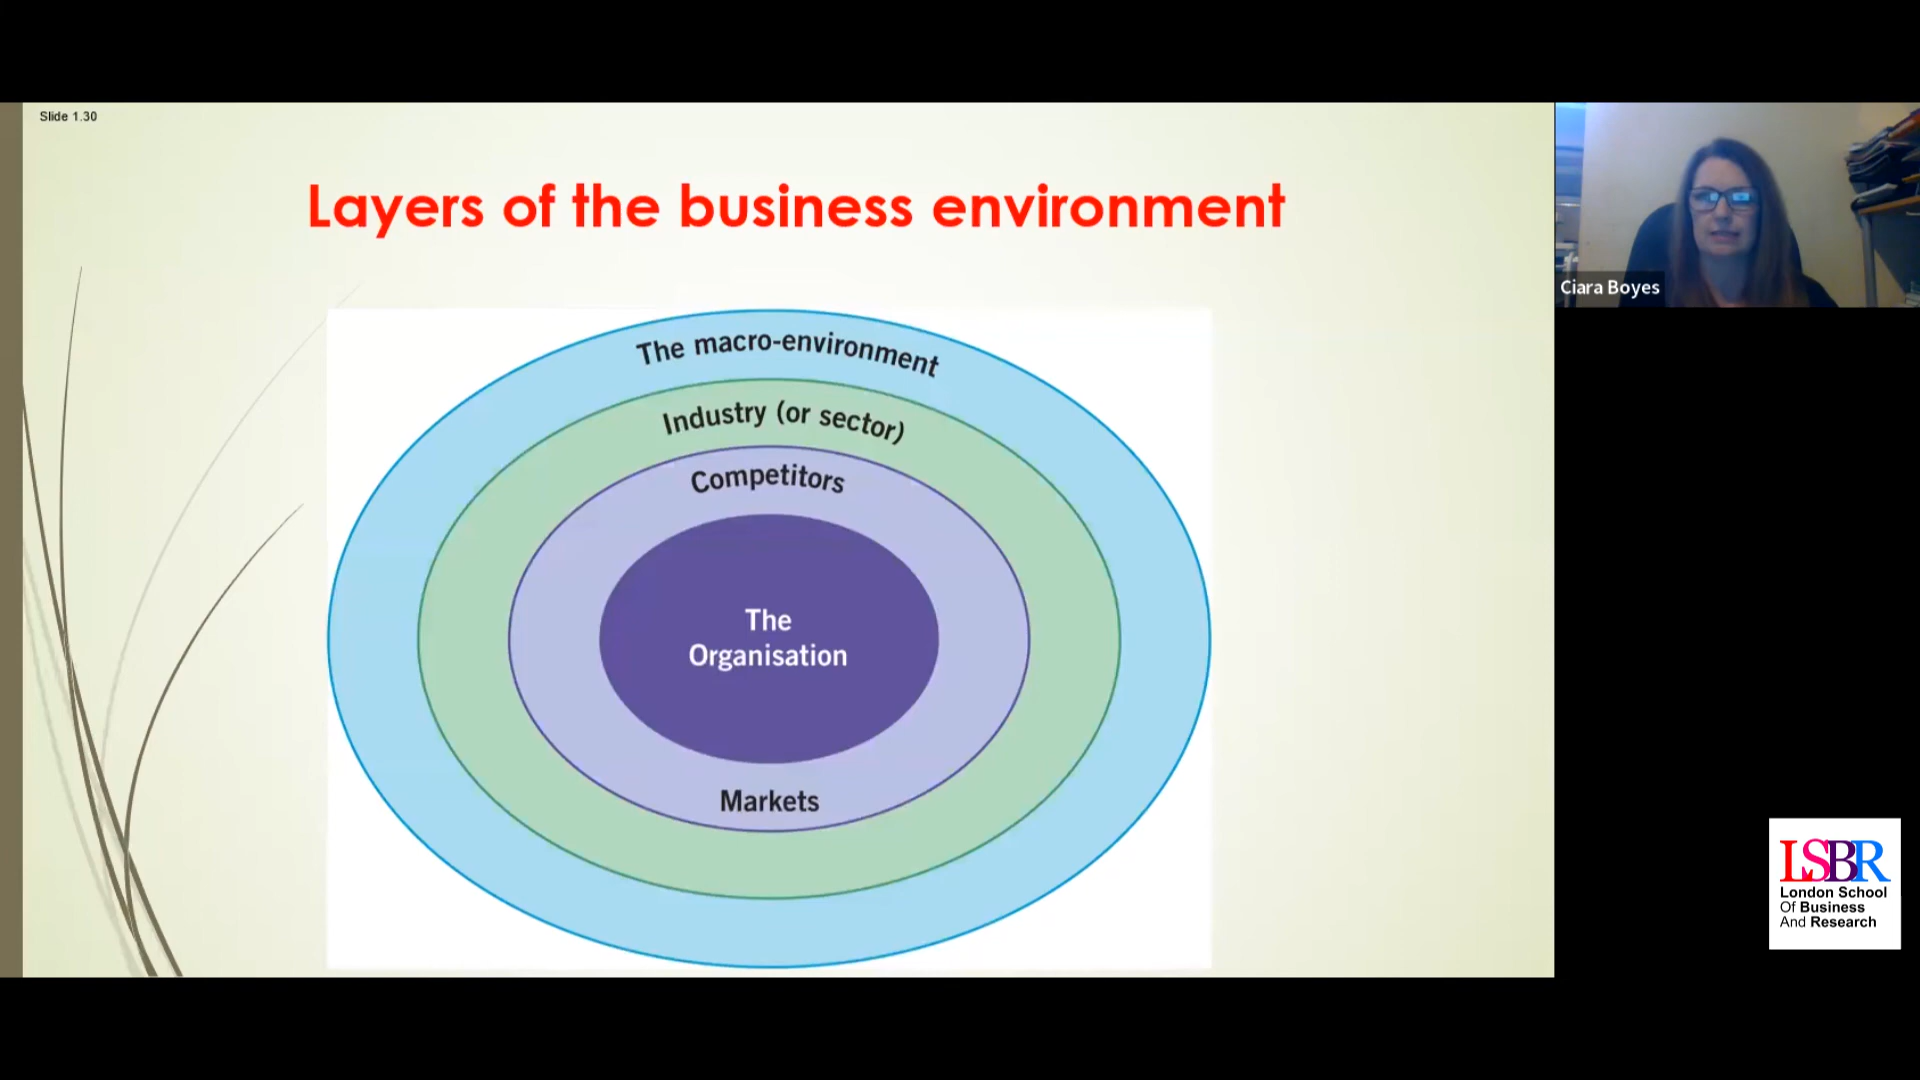 Slide 1.30
Layers of the business environment
The macro-environment
Industry (or sector)
Competitors
The
Organisation
Markets
Ciara Boyes
LSBR
London School
Of Business
And Research